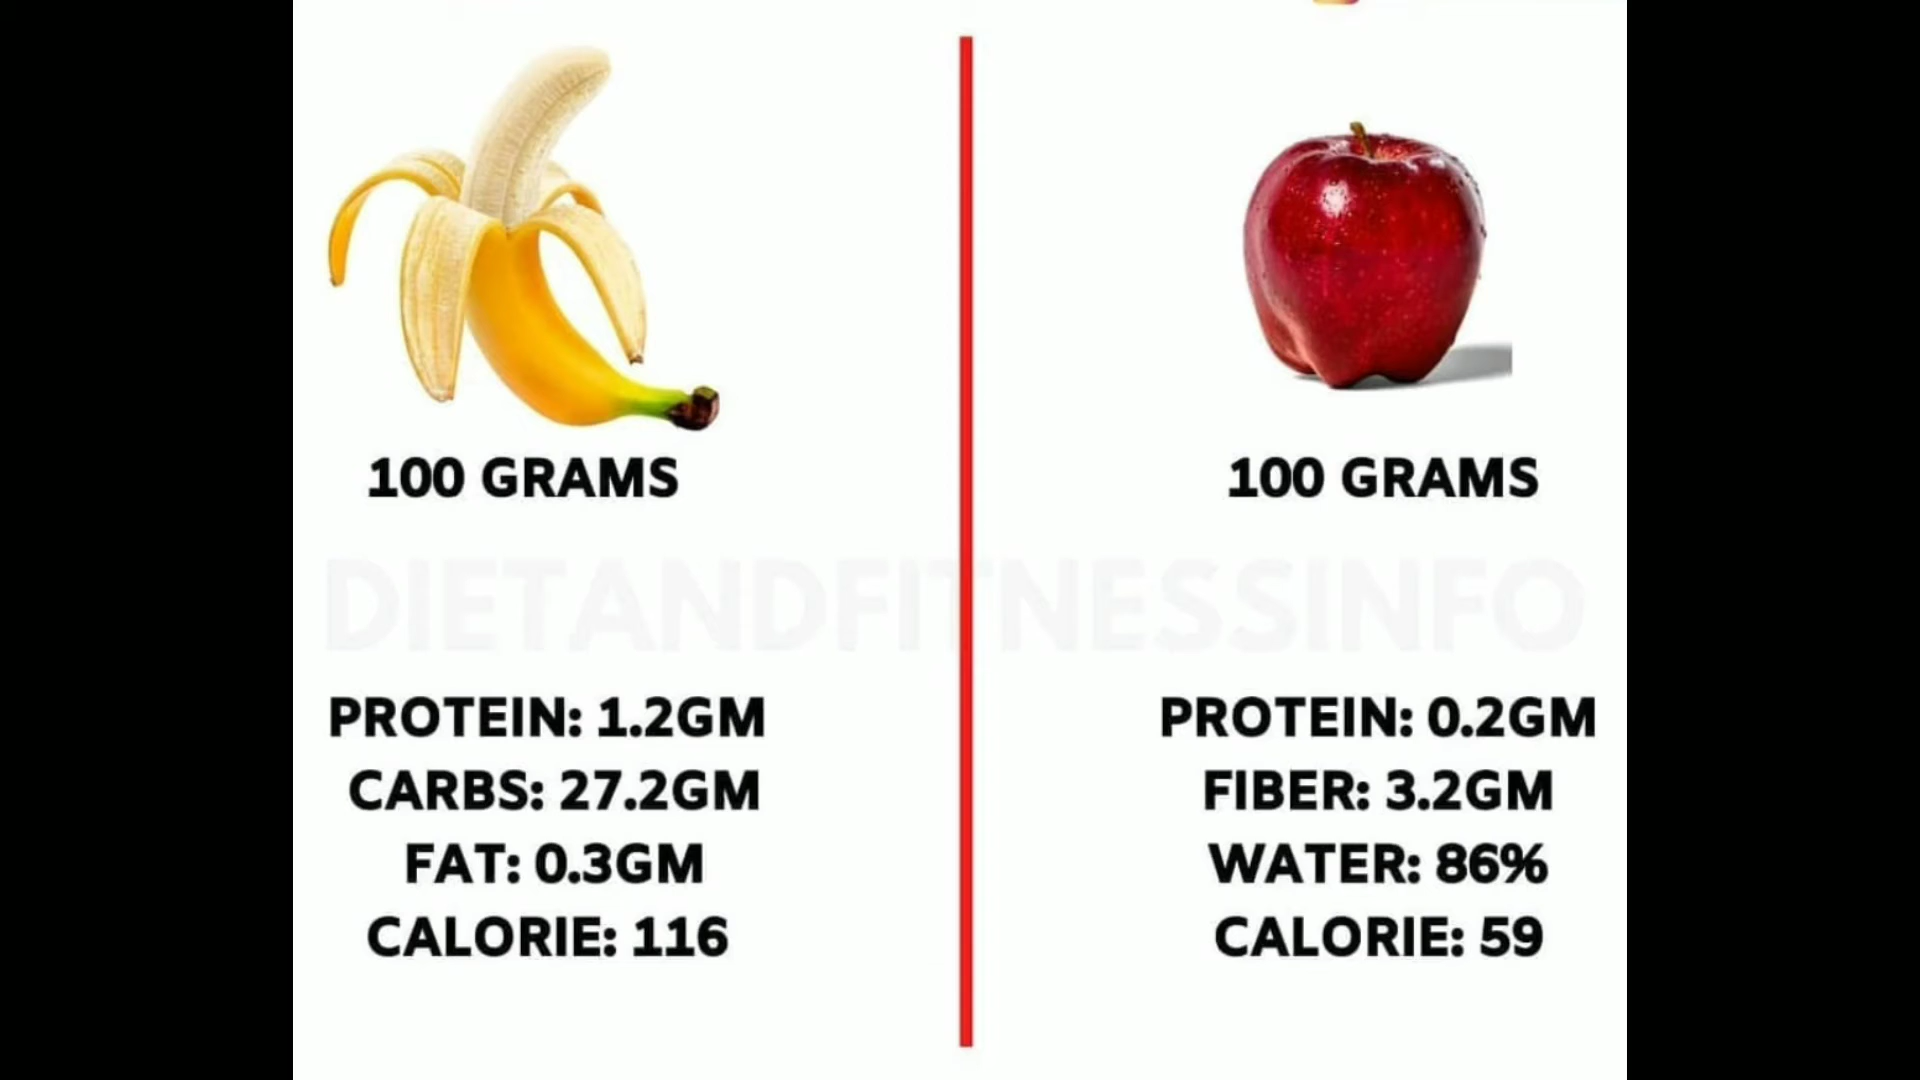 100 GRAMS
100 GRAMS
DIETANDFITNESSINFO
PROTEIN: 1.2GM
CARBS: 27.2GM
FAT: 0.3GM
CALORIE: 116
PROTEIN: 0.2GM
FIBER: 3.2GM
WATER: 86%
CALORIE: 59